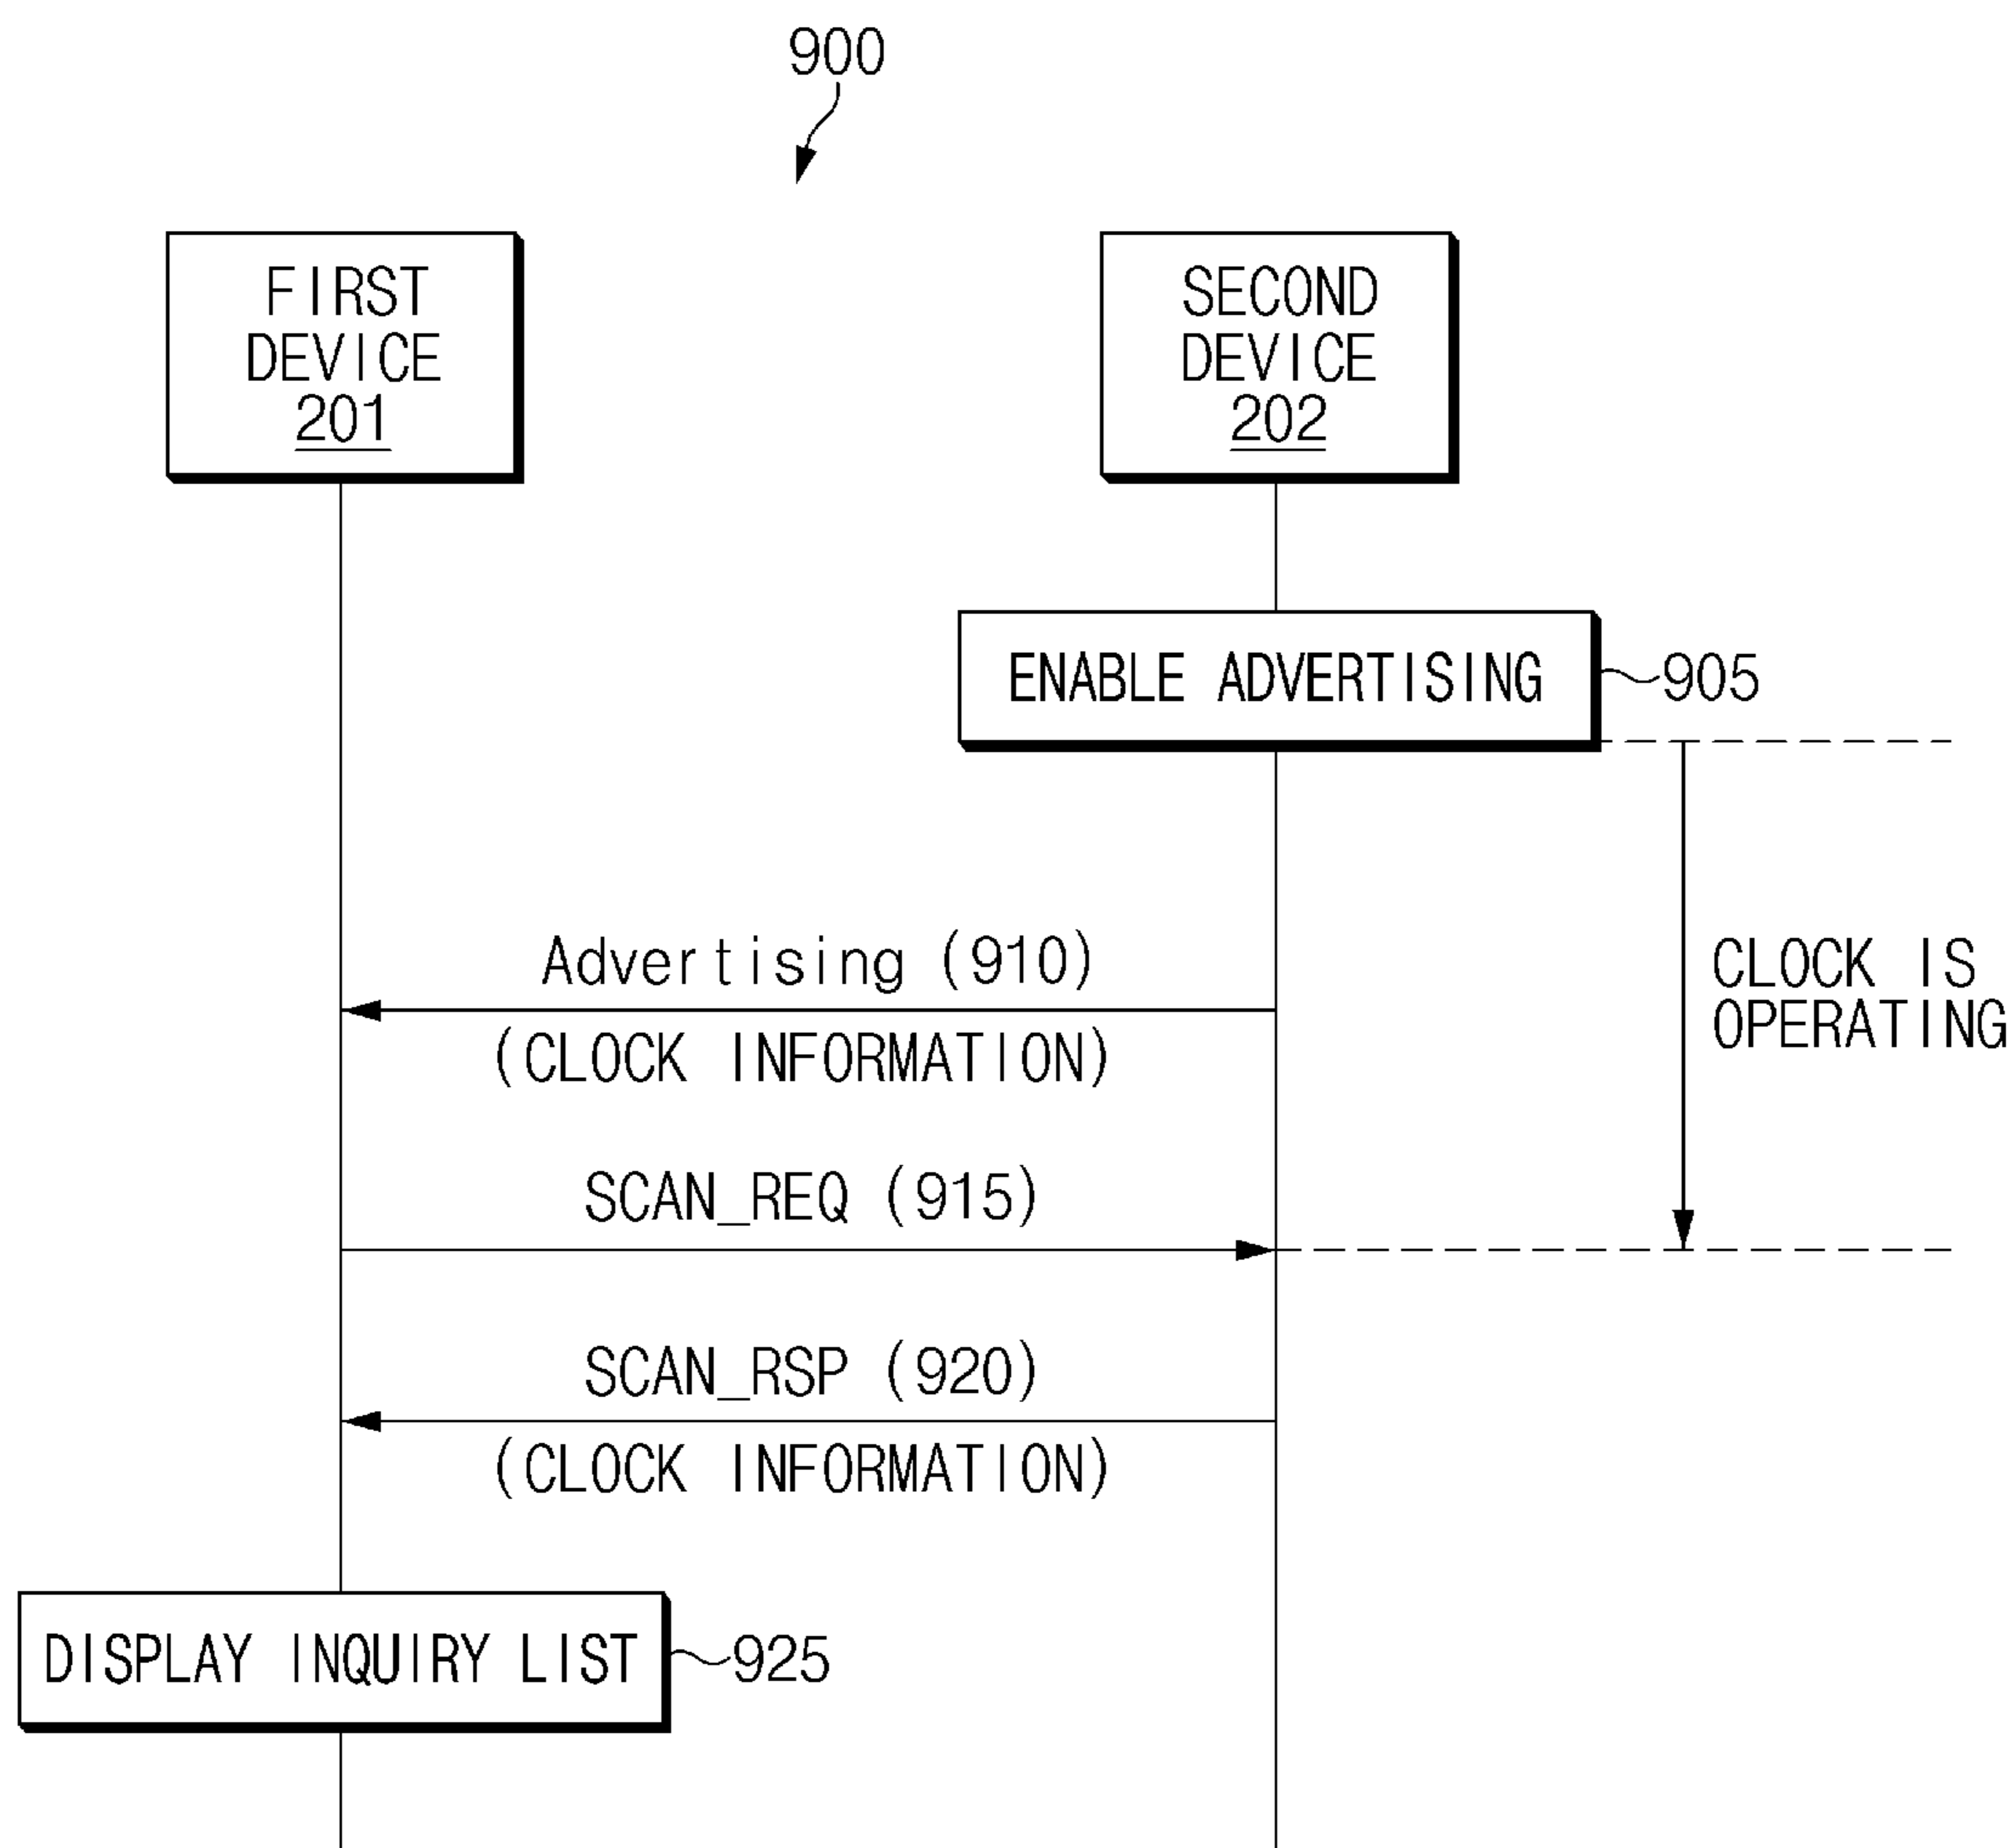 900
FIRST
DEVICE
201
SECOND
DEVICE
202
ENABLE ADVERTISING
905
Advertising (910)
(CLOCK INFORMATION)
CLOCK IS
OPERATING
SCAN_REQ (915)
SCAN_RSP (920)
(CLOCK INFORMATION)
DISPLAY INQUIRY LIST
925